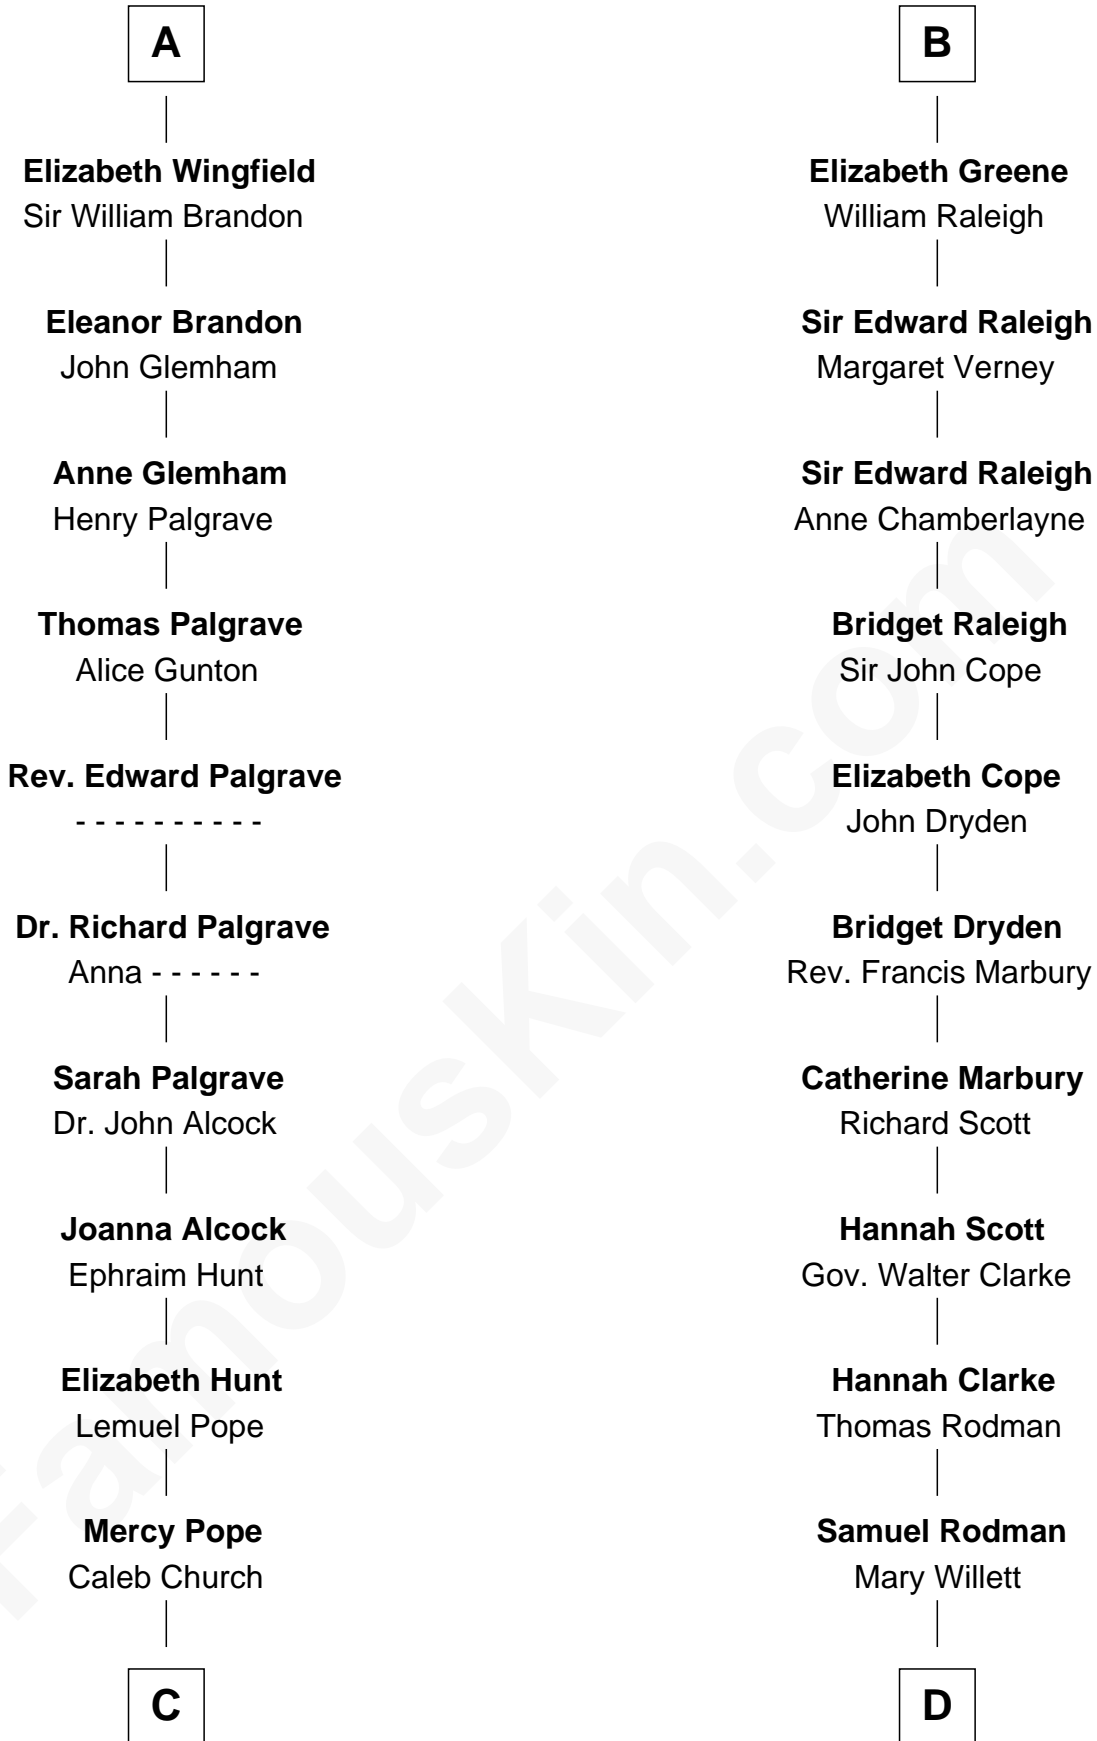 A
Elizabeth Wingfield
Sir William Brandon
Eleanor Brandon
John Glemham
Anne Glemham
Henry Palgrave
Thomas Palgrave
Alice Gunton
Rev. Edward Palgrave
- - - - - - - - - -
Dr. Richard Palgrave
Anna - - - - - -
Sarah Palgrave
Dr. John Alcock
Joanna Alcock
Ephraim Hunt
Elizabeth Hunt
Lemuel Pope
Mercy Pope
Caleb Church
C
B
Elizabeth Greene
William Raleigh
Sir Edward Raleigh
Margaret Verney
Sir Edward Raleigh
Anne Chamberlayne
Bridget Raleigh
Sir John Cope
Elizabeth Cope
John Dryden
Bridget Dryden
Rev. Francis Marbury
Catherine Marbury
Richard Scott
Hannah Scott
Gov. Walter Clarke
Hannah Clarke
Thomas Rodman
Samuel Rodman
Mary Willett
D
FamousKin.com